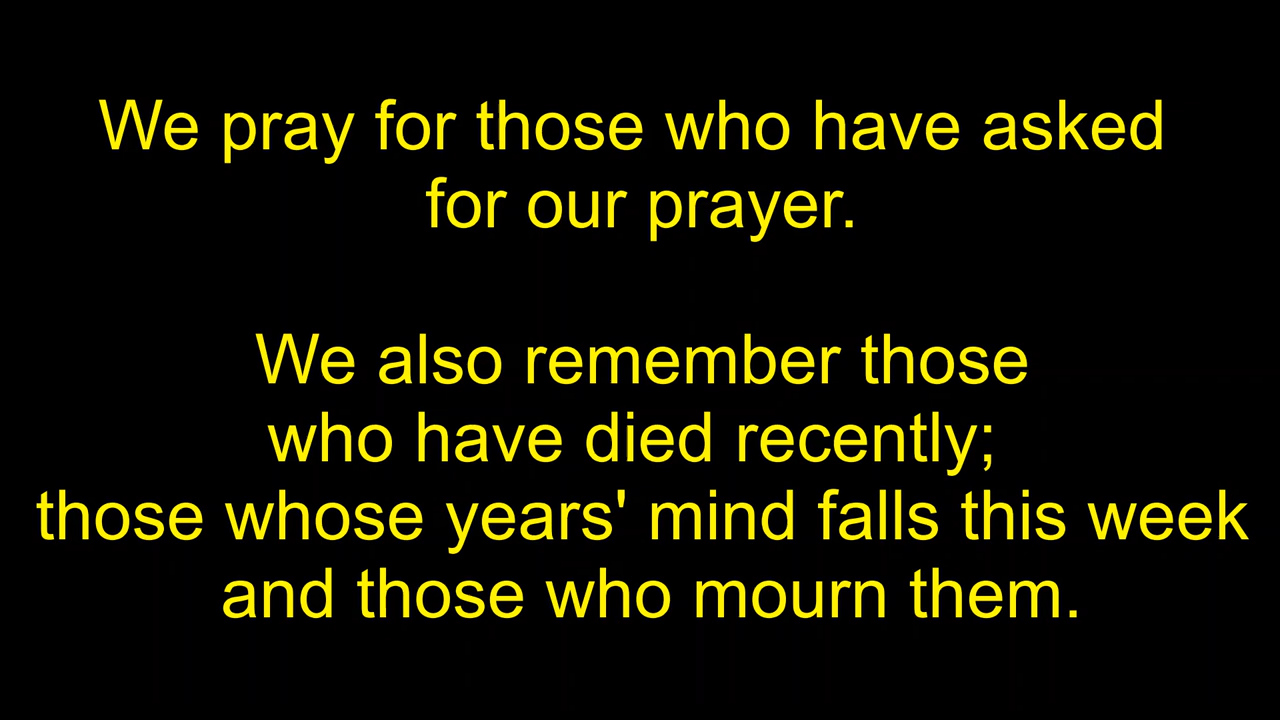 We pray for those who have asked
for our prayer.
We also remember those
who have died recently;
those whose years' mind falls this week
and those who mourn them.